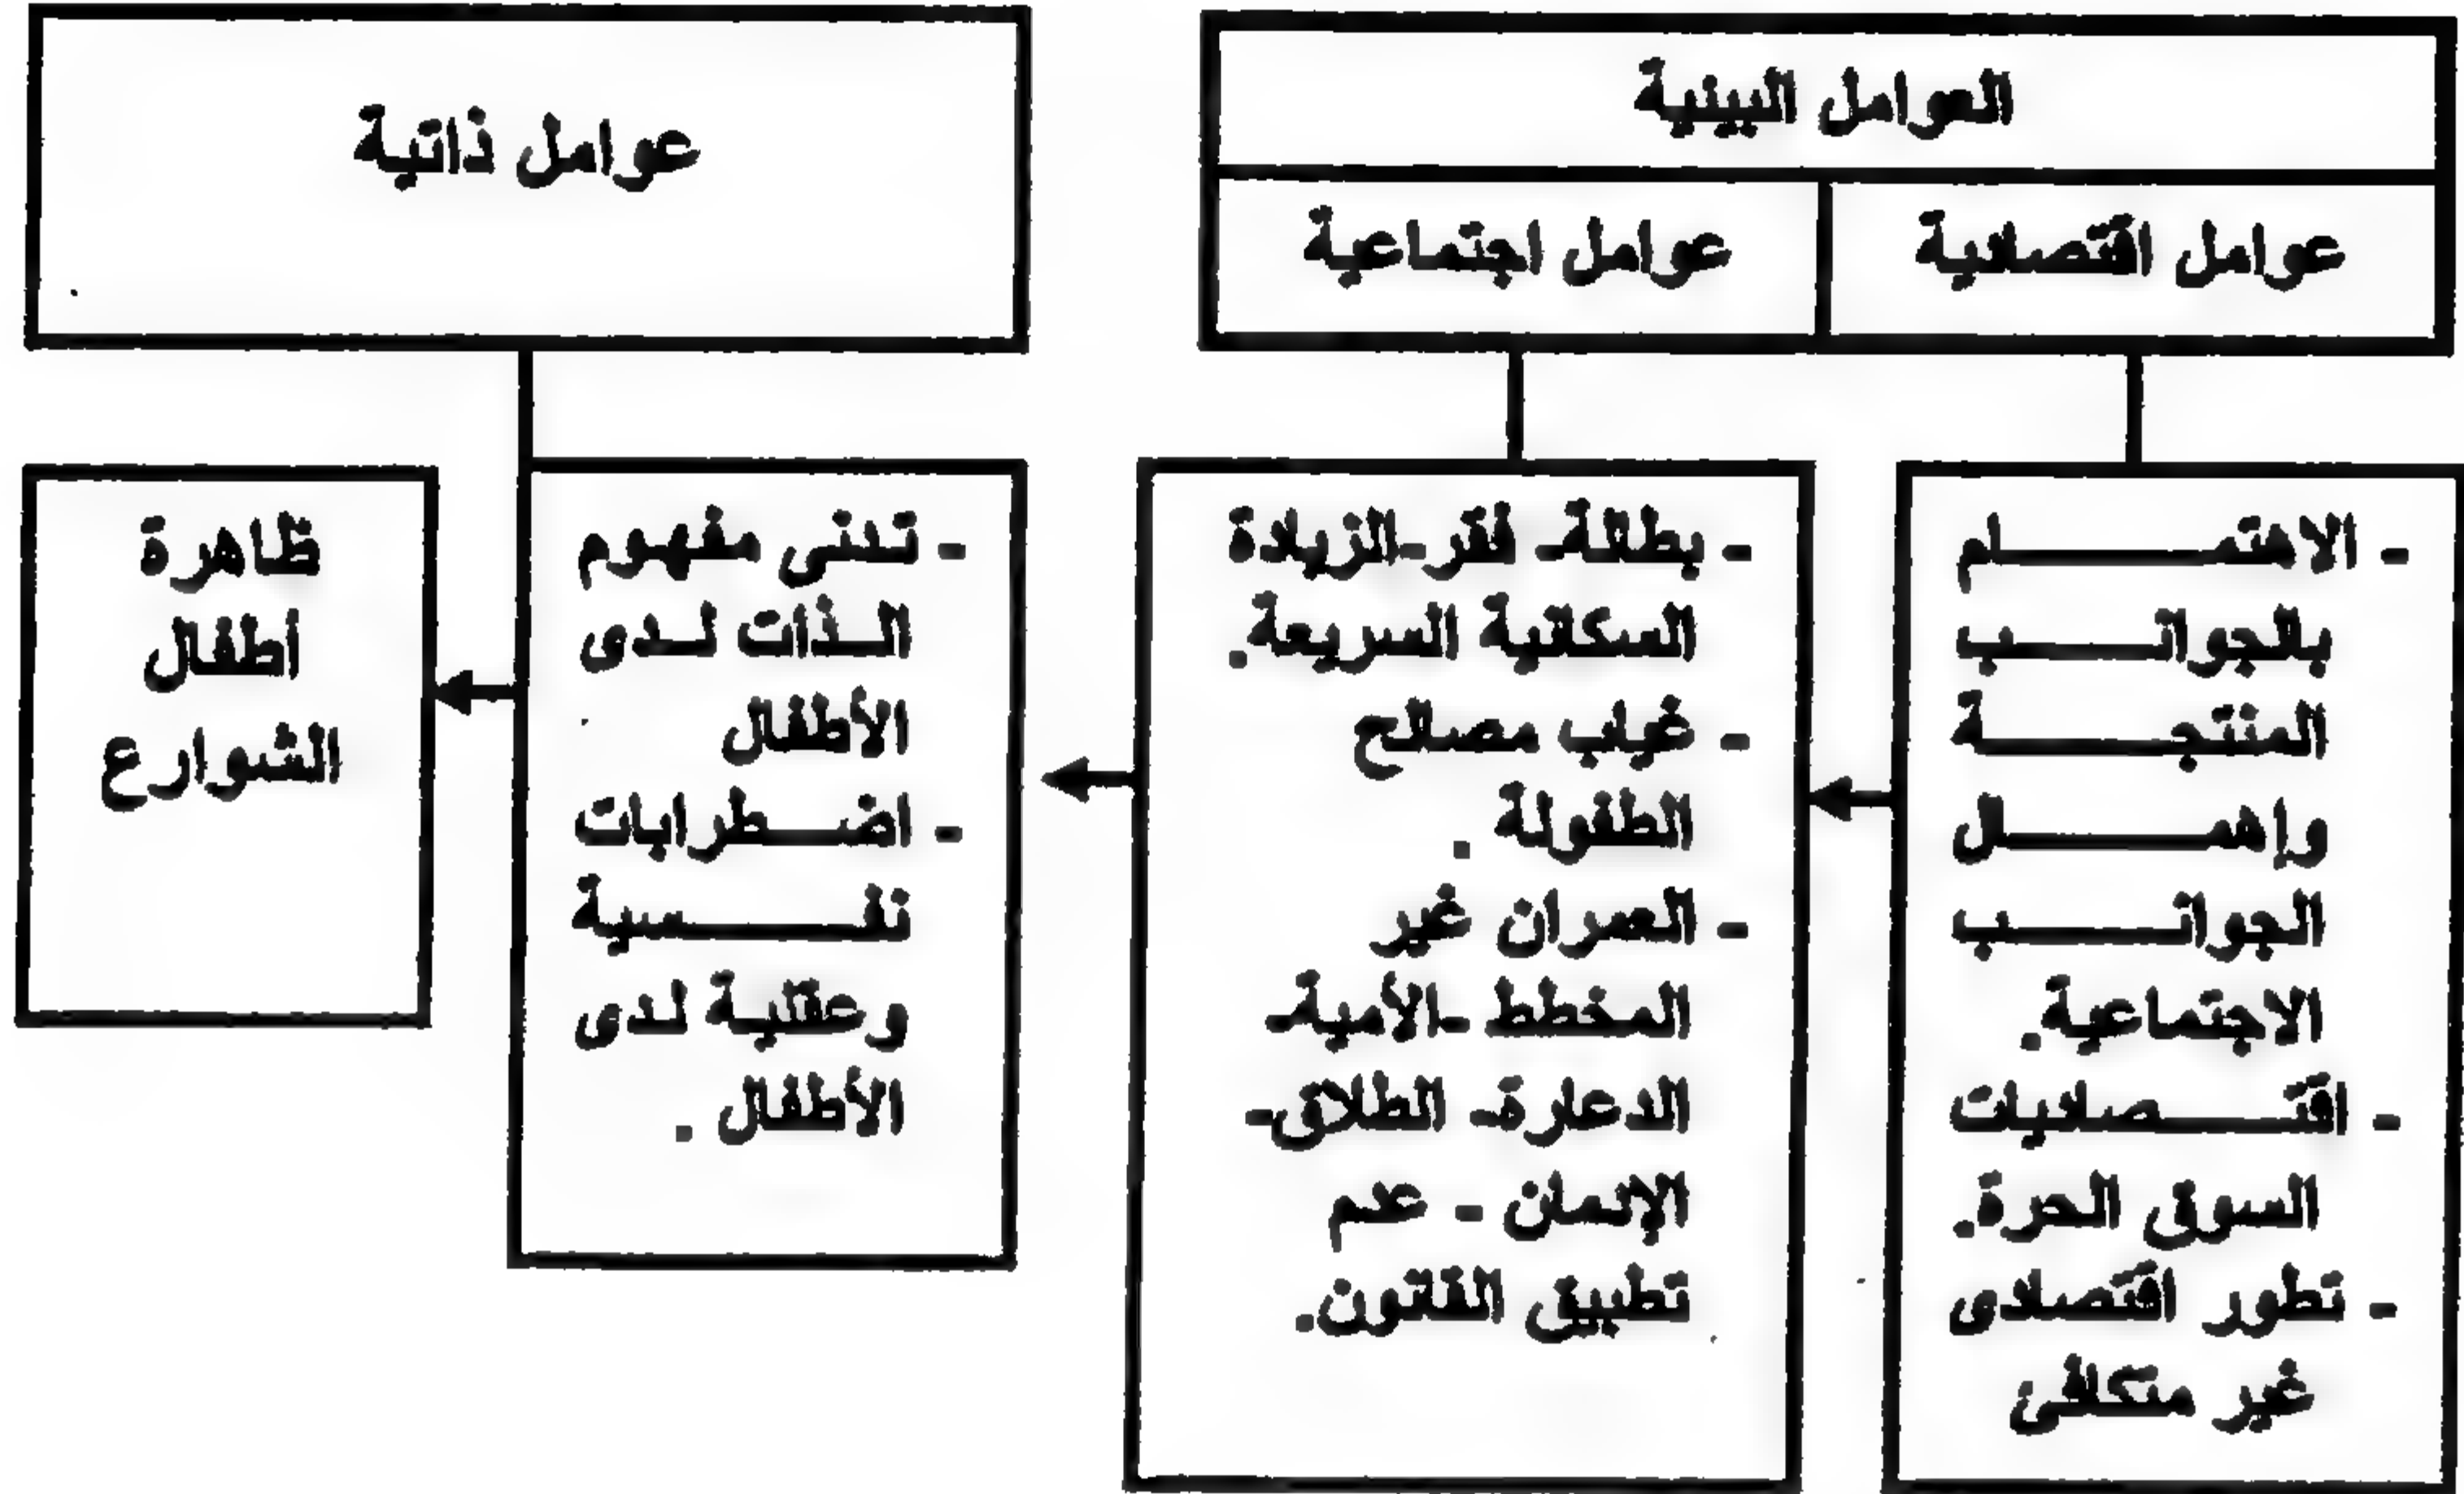 العوامل البيئية
عوامل اقتصادية
عوامل اجتماعية
عوامل ذاتية
- الاهتمام
بالجوانب
المنتجة
وإهمال
الجوانب
الاجتماعية.
- اقتصاديات
السوق الحرة.
- تطور اقتصادى
غير متكافئ
- بطالة- فقر-الزيادة
السكانية السريعة.
- غياب مصالح
الطفولة .
- العمران غير
المخطط -الأمية-
الدعارة- الطلاق-
الإدمان - عدم
تطبيق القانون.
- تدنى مفهوم
الذات لدى
الأطفال
- اضطرابات
نفسية
وعقلية لدى
الأطفال .
ظاهرة
أطفال
الشوارع